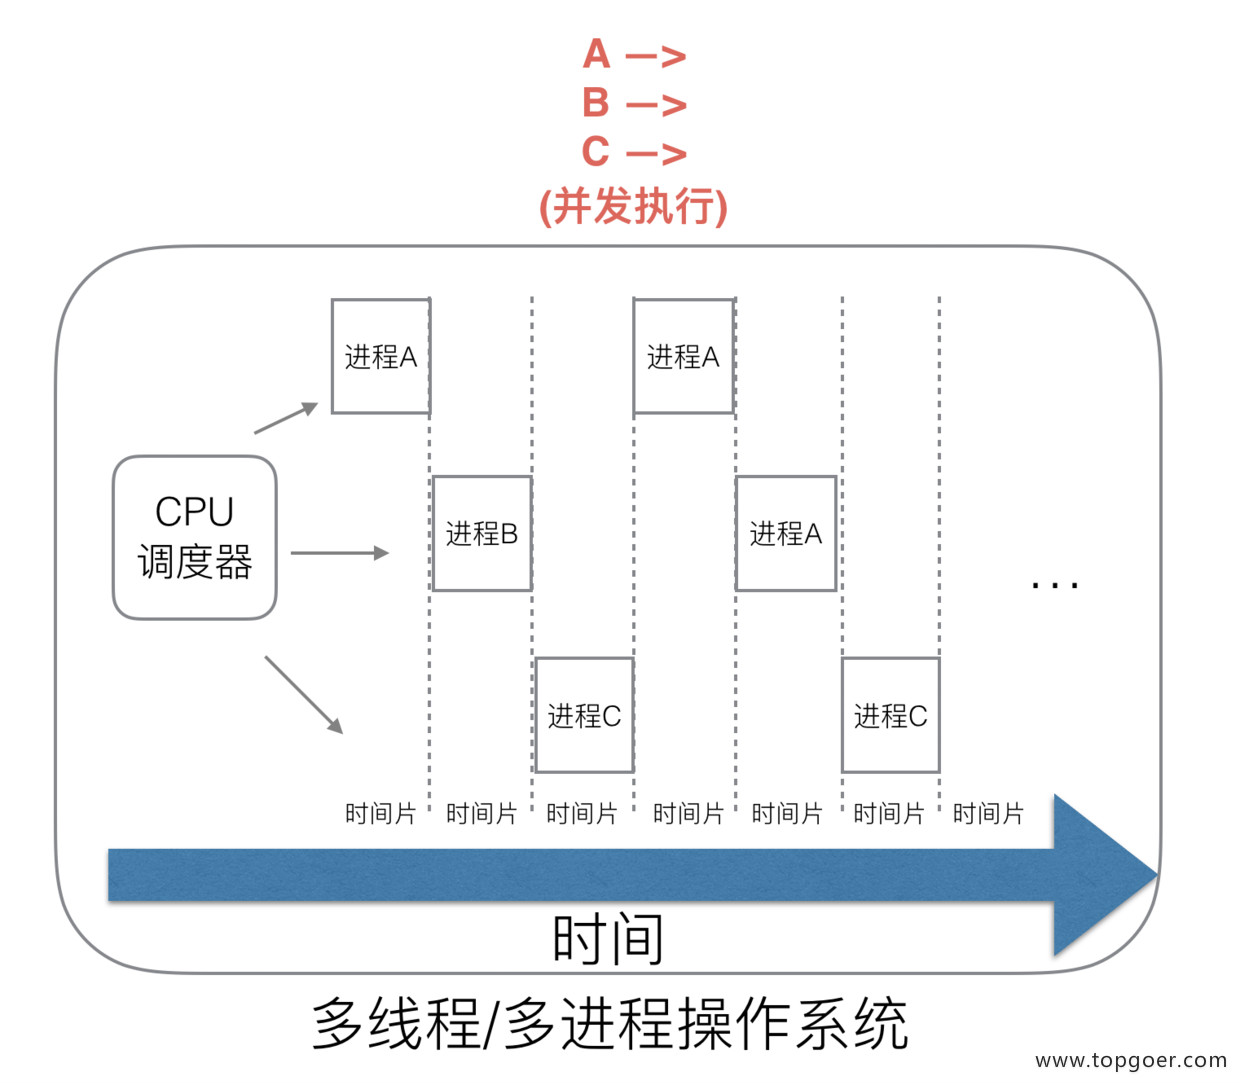 A —>
B —>
C —>
(并发执行)
进程A
进程A
CPU
调度器
进程B
进程A
...
进程C
进程C
时间片 时间片 时间片 时间片 时间片 时间片 时间片
时间
多线程/多进程操作系统
www.topgoer.com